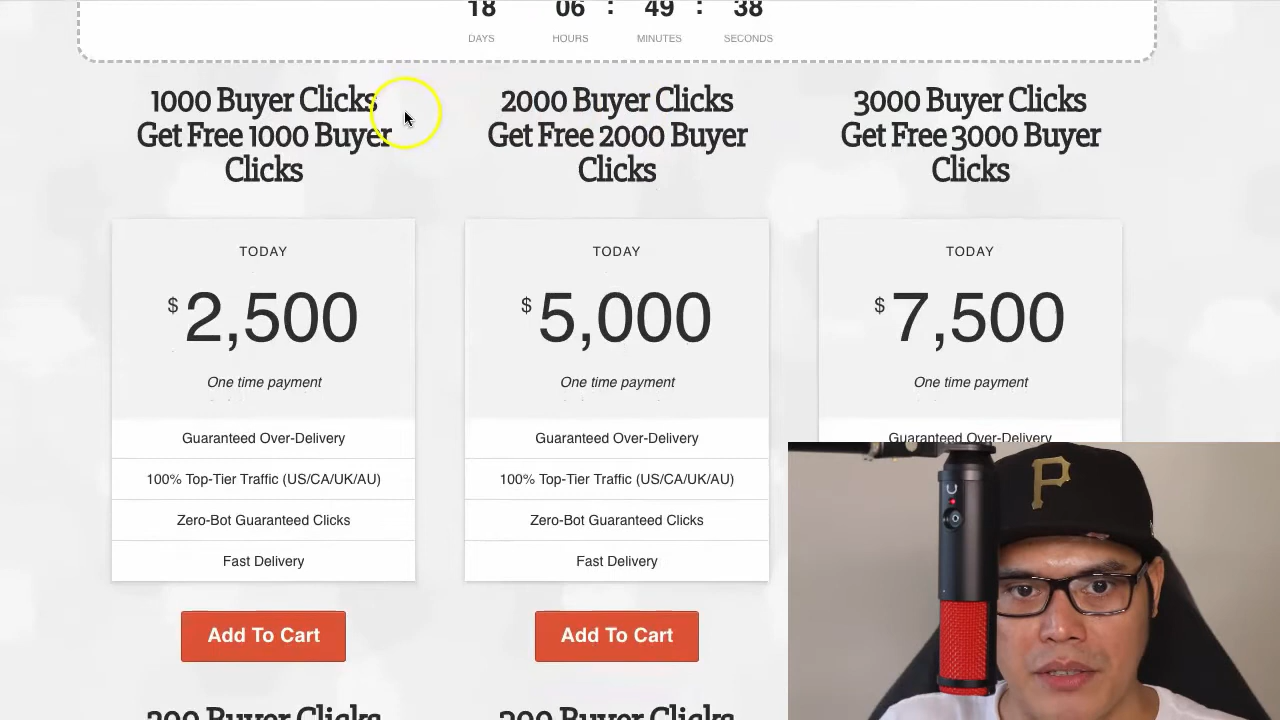 18 : 06 : 49 : 38
DAYS HOURS MINUTES SECONDS
1000 Buyer Clicks
Get Free 1000 Buyer
Clicks
TODAY
$2,500
One time payment
Guaranteed Over-Delivery
100% Top-Tier Traffic (US/CA/UK/AU)
Zero-Bot Guaranteed Clicks
Fast Delivery
Add To Cart
2000 Buyer Clicks
Get Free 2000 Buyer
Clicks
TODAY
$5,000
One time payment
Guaranteed Over-Delivery
100% Top-Tier Traffic (US/CA/UK/AU)
Zero-Bot Guaranteed Clicks
Fast Delivery
Add To Cart
3000 Buyer Clicks
Get Free 3000 Buyer
Clicks
TODAY
$7,500
One time payment
Guaranteed Over-Delivery
P
Buyer Clicks
Buyer Clicks